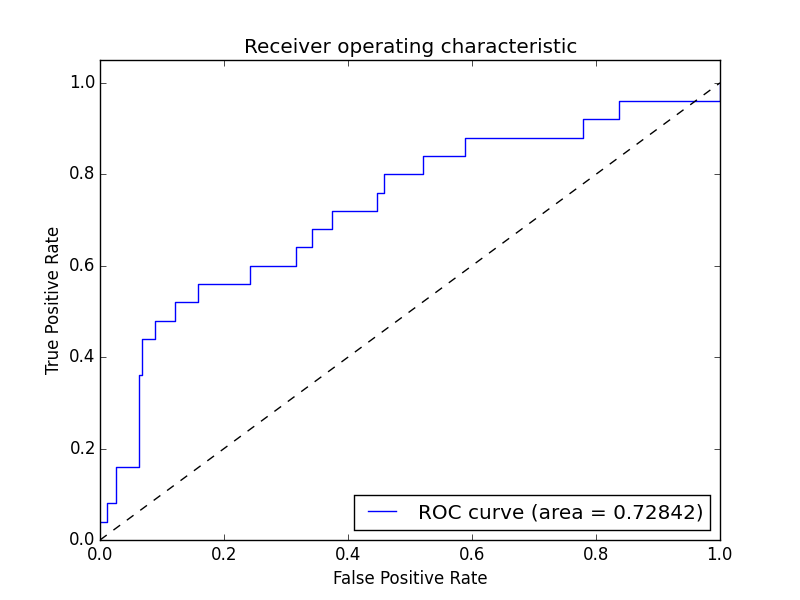 Receiver operating characteristic
1.0
0.8
0.6
0.4
0.2
0.0
True Positive Rate
ROC curve (area = 0.72842)
0.0 0.2 0.4 0.6 0.8 1.0
False Positive Rate